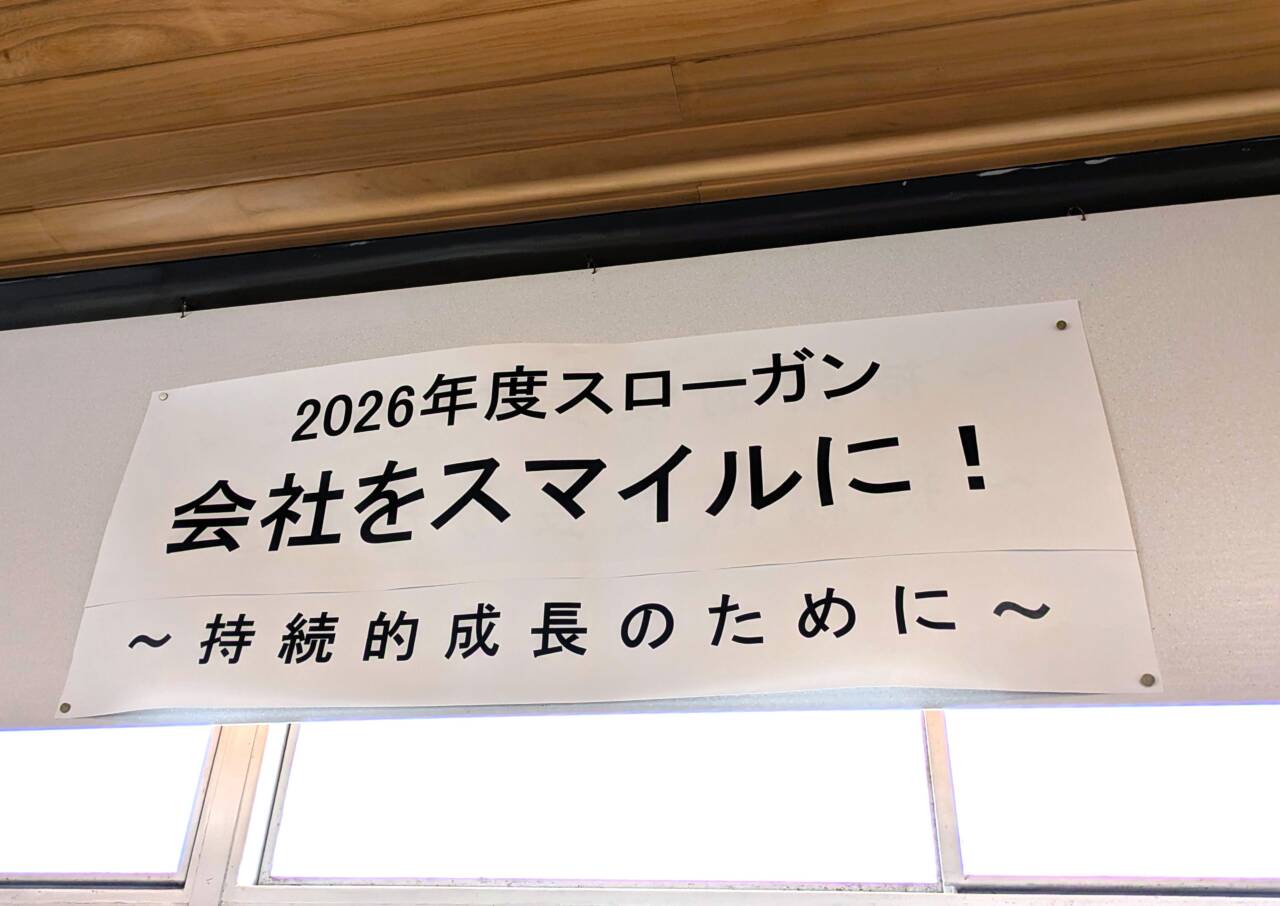 2026年度スローガン
会社をスマイルに！
～持続的成長のために～